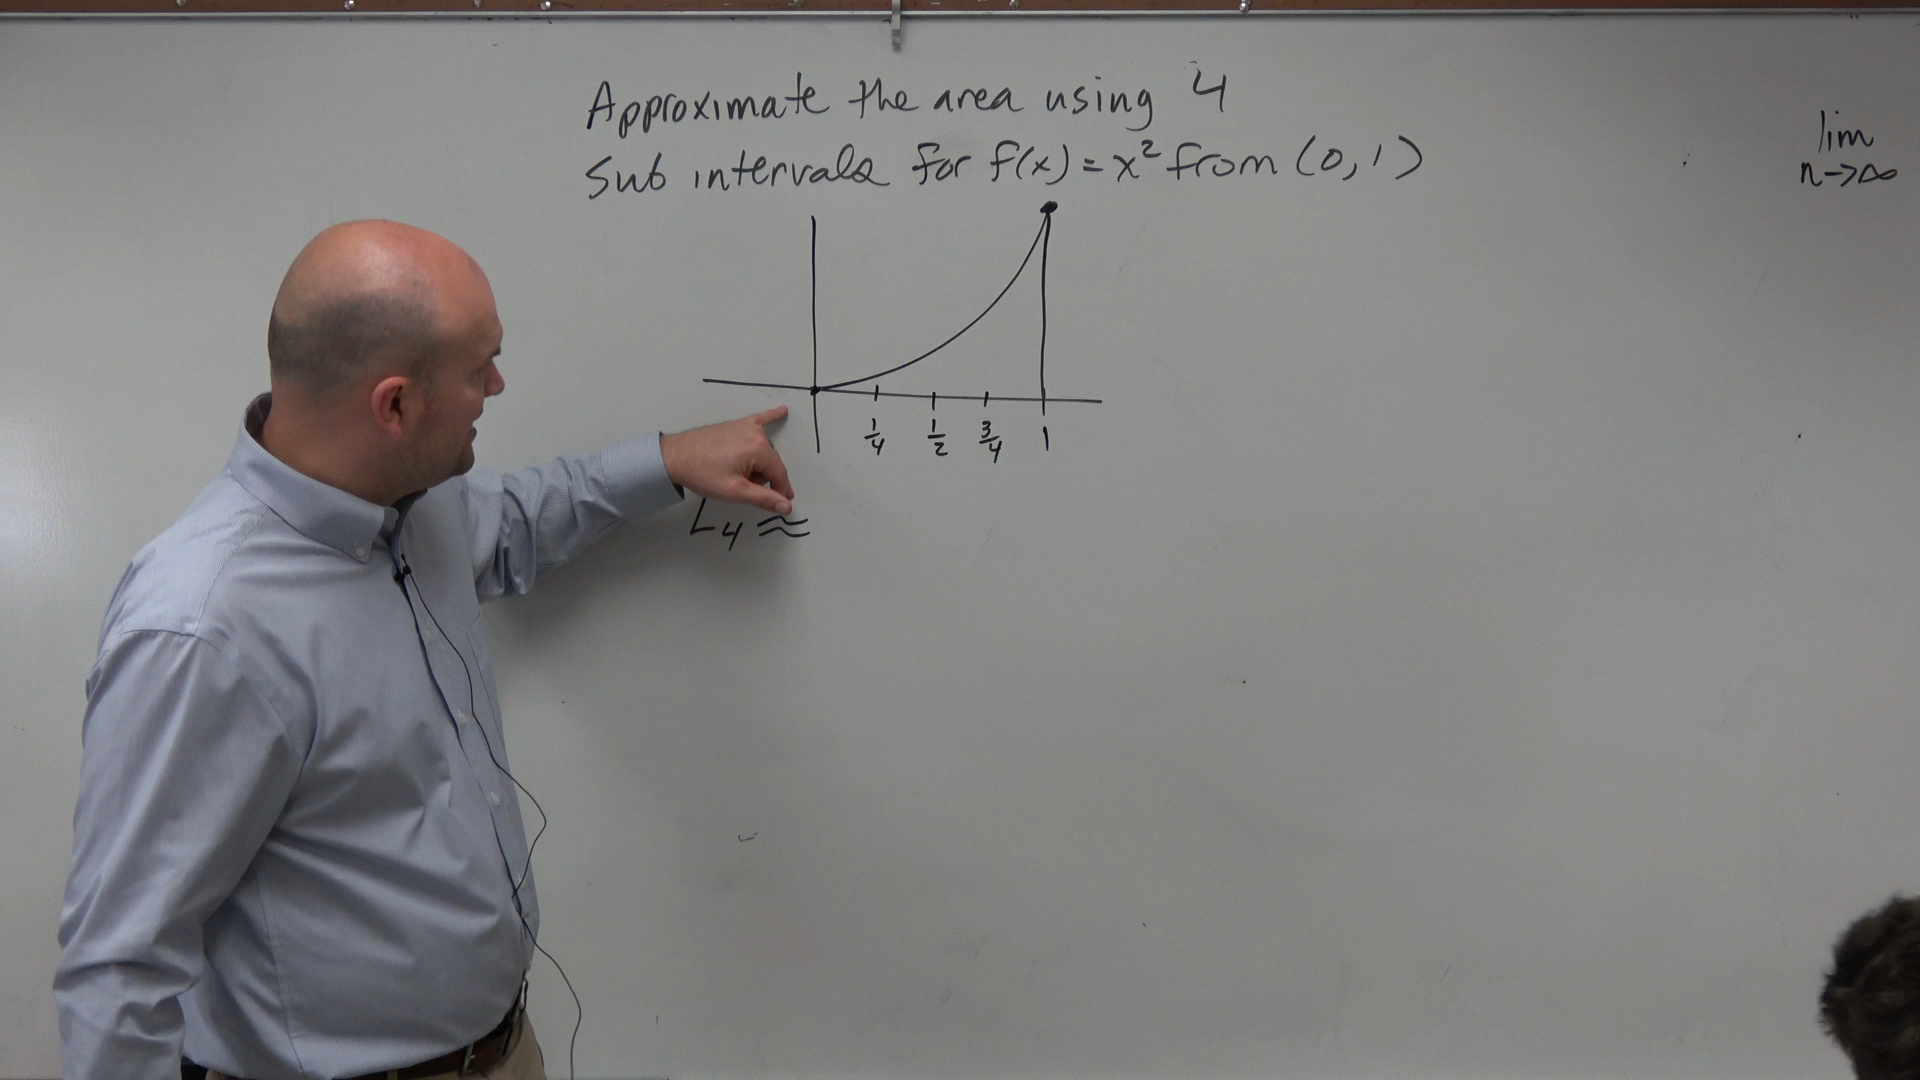 Approximate the area using 4
sub intervals for f(x) = x² from (0, 1)
lim
n→∞
1/4 1/2 3/4 1
L₄ ≈